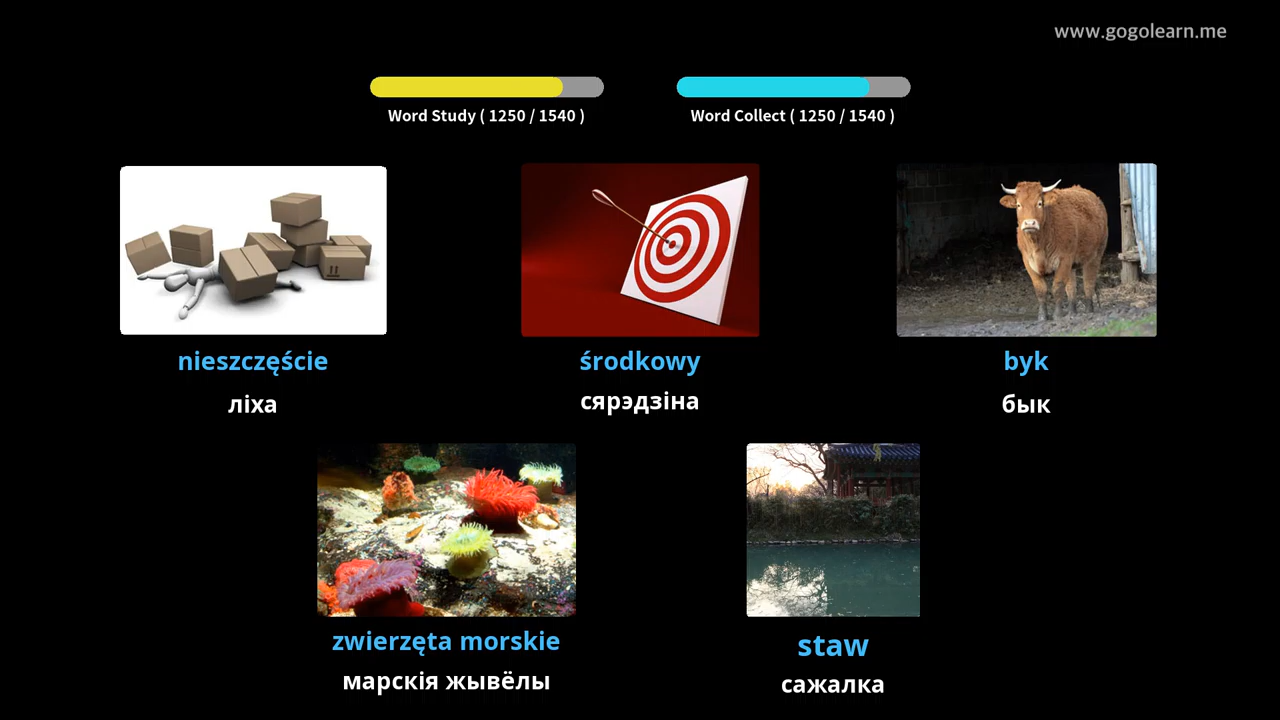 www.gogolearn.me
Word Study ( 1250 / 1540 )
Word Collect ( 1250 / 1540 )
nieszczęście
ліха
środkowy
сярэдзіна
byk
бык
zwierzęta morskie
марскія жывёлы
staw
сажалка